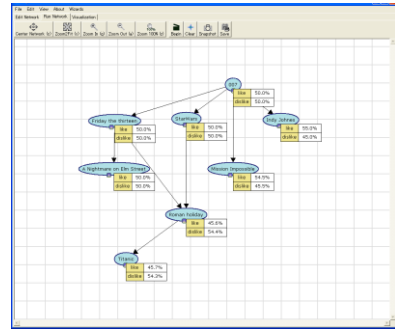 File Edit View About Wizards
Edit Network Run Network Visualization
Center Network Zoom Fit Zoom In Zoom Out Zoom 100% Begin Clear Snapshot Save
007
like 50.0%
dislike 50.0%
Friday the thirteen
like 50.0%
dislike 50.0%
StarWars
like 50.0%
dislike 50.0%
Indy Johnes
like 55.0%
dislike 45.0%
A Nightmare on Elm Street
like 50.0%
dislike 50.0%
Mission Impossible
like 54.5%
dislike 45.5%
Roman holiday
like 45.6%
dislike 54.4%
Titanic
like 45.7%
dislike 54.3%